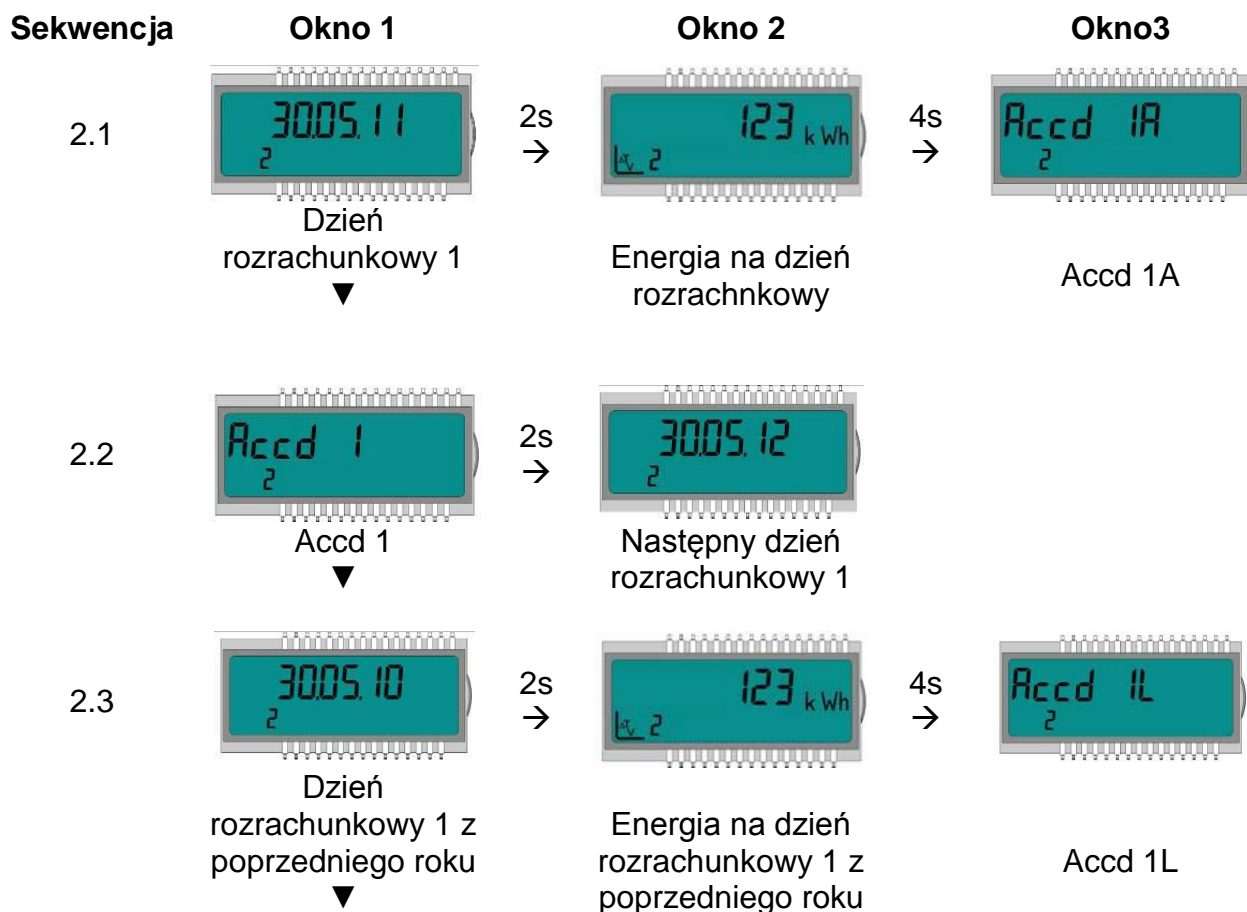 Sekwencja Okno 1 Okno 2 Okno3
2.1 30.05.11 2s 123 kWh 4s Accd 1A
2 → ΔT V 2 → 2
Dzień
rozrachunkowy 1
▼
Energia na dzień
rozrachnkowy
Accd 1A
2.2 Accd 1 2s 30.05.12
2 → 2
Accd 1
▼
Następny dzień
rozrachunkowy 1
2.3 30.05.10 2s 123 kWh 4s Accd 1L
2 → ΔT V 2 → 2
Dzień
rozrachunkowy 1 z
poprzedniego roku
▼
Energia na dzień
rozrachunkowy 1 z
poprzedniego roku
Accd 1L